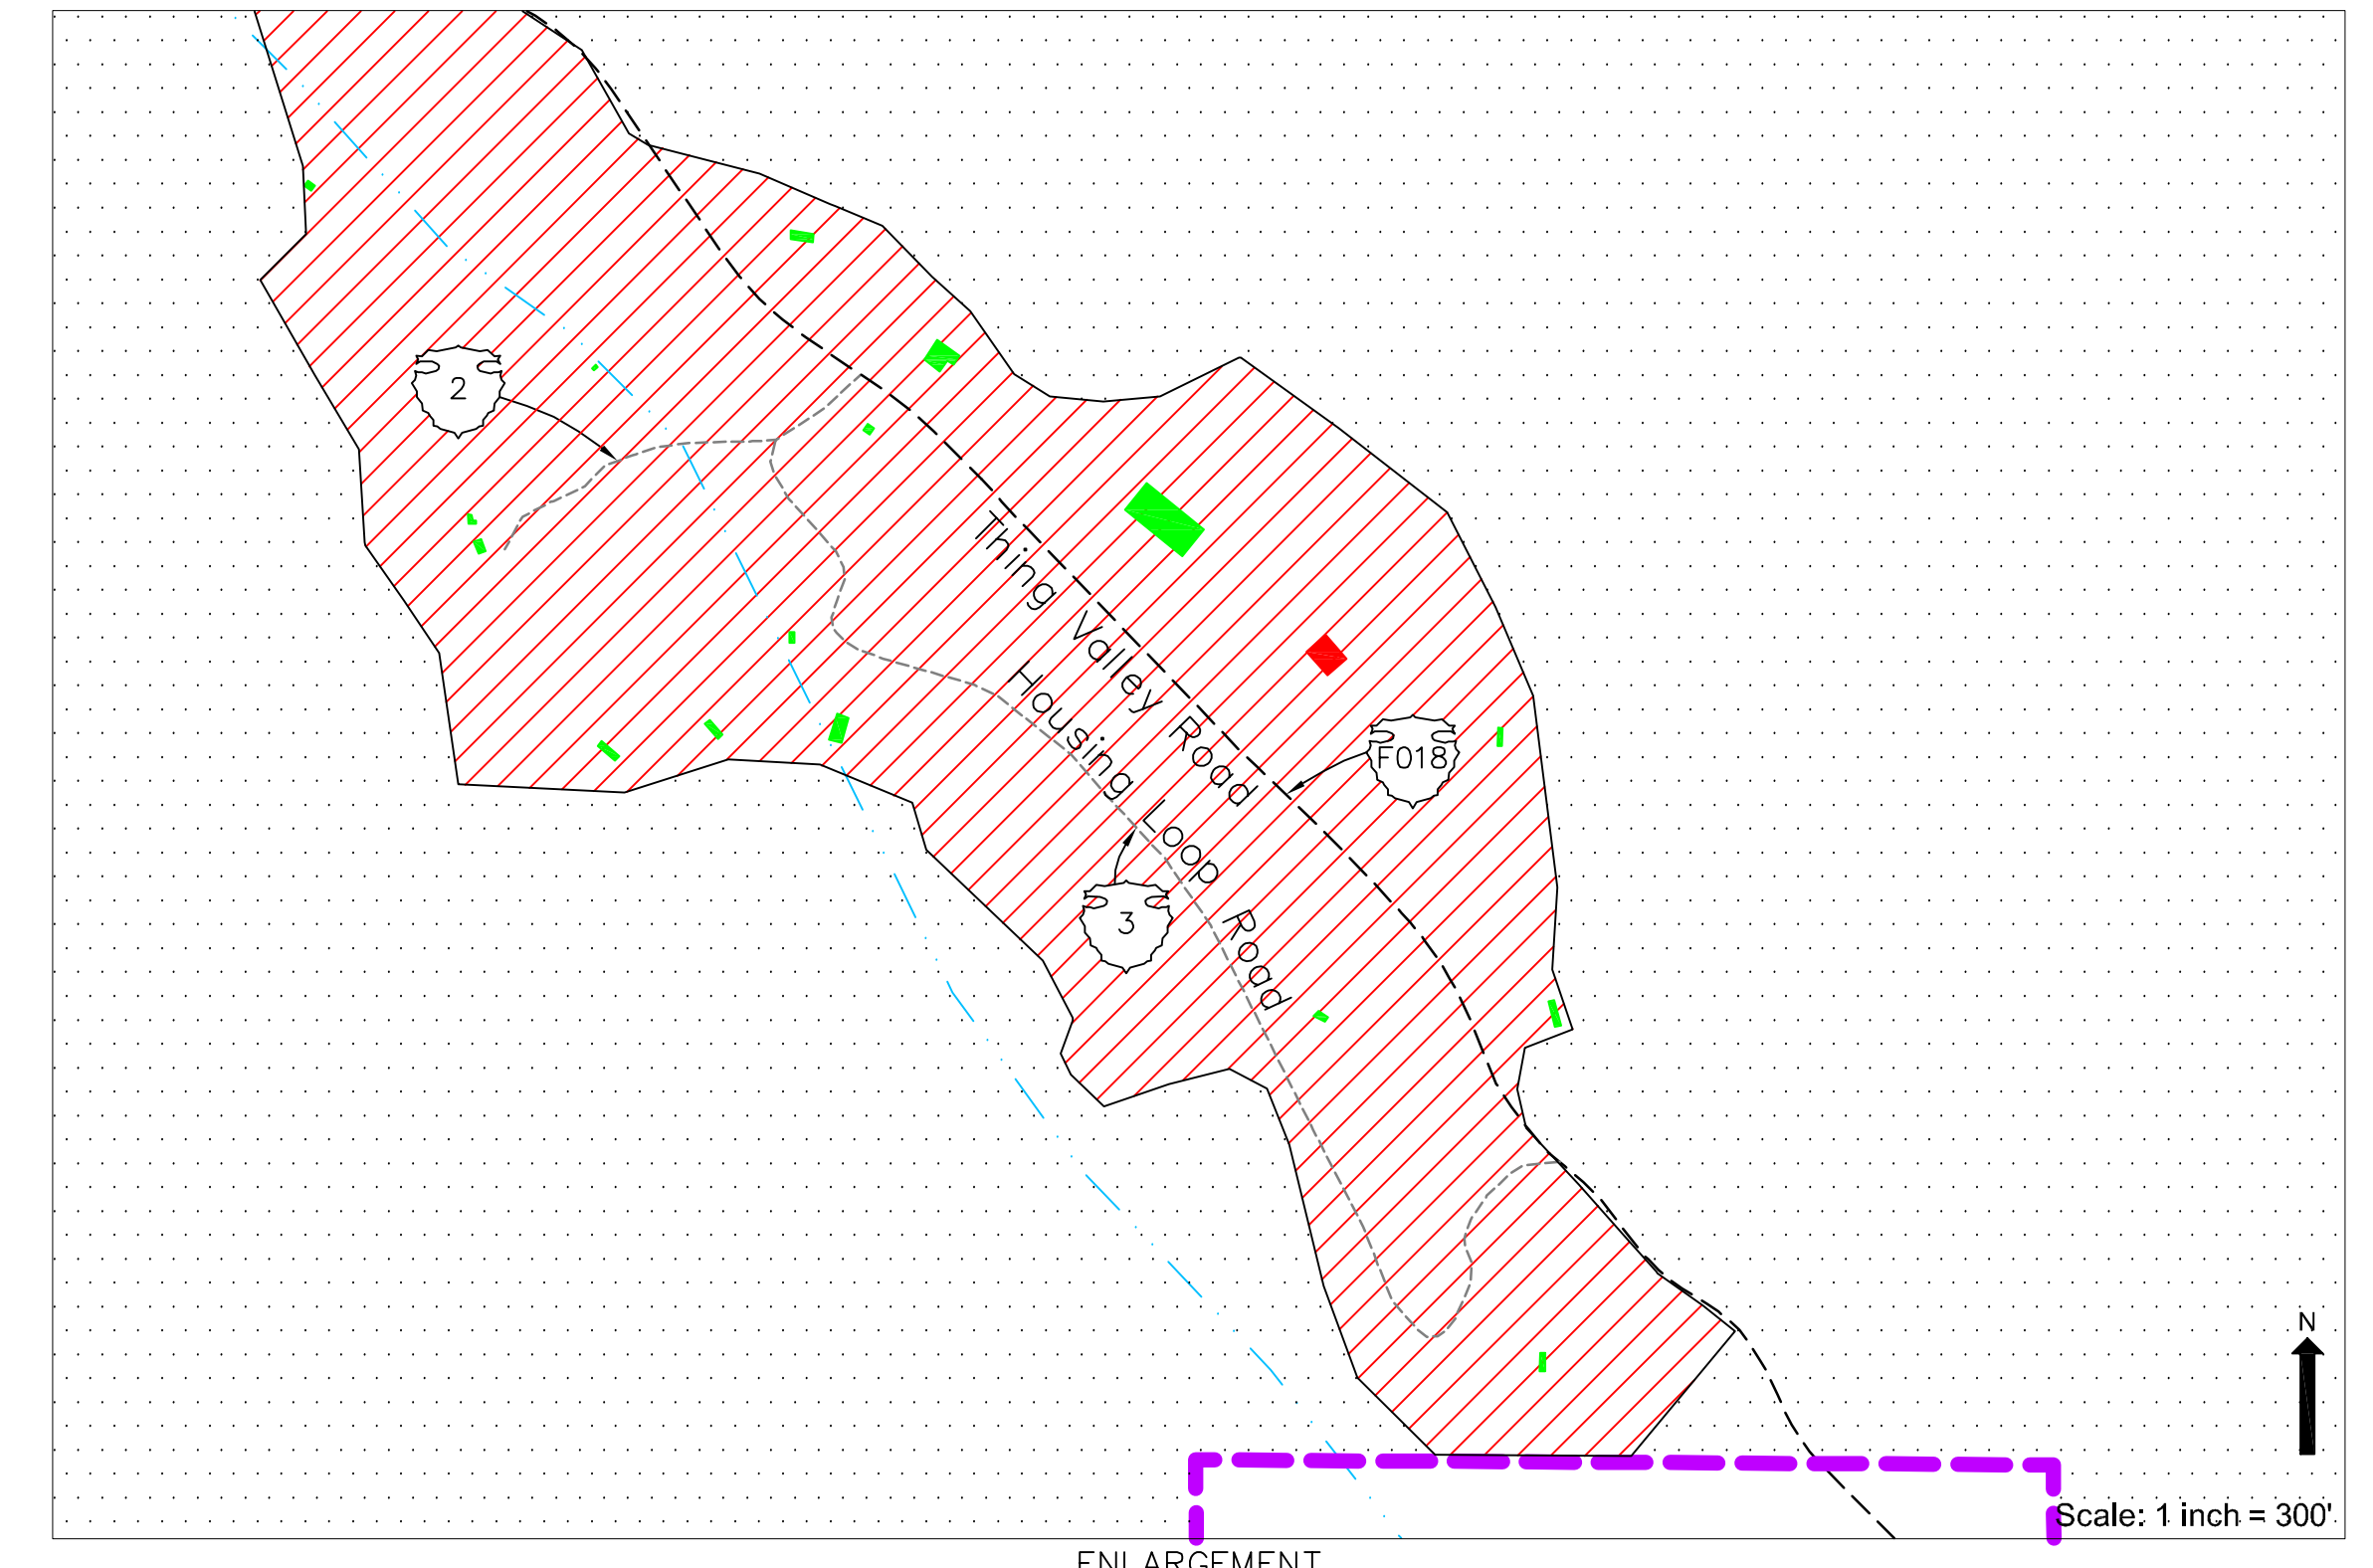 2
Thing Valley Road
Housing Loop Road
F018
3
N
Scale: 1 inch = 300'
ENLARGEMENT